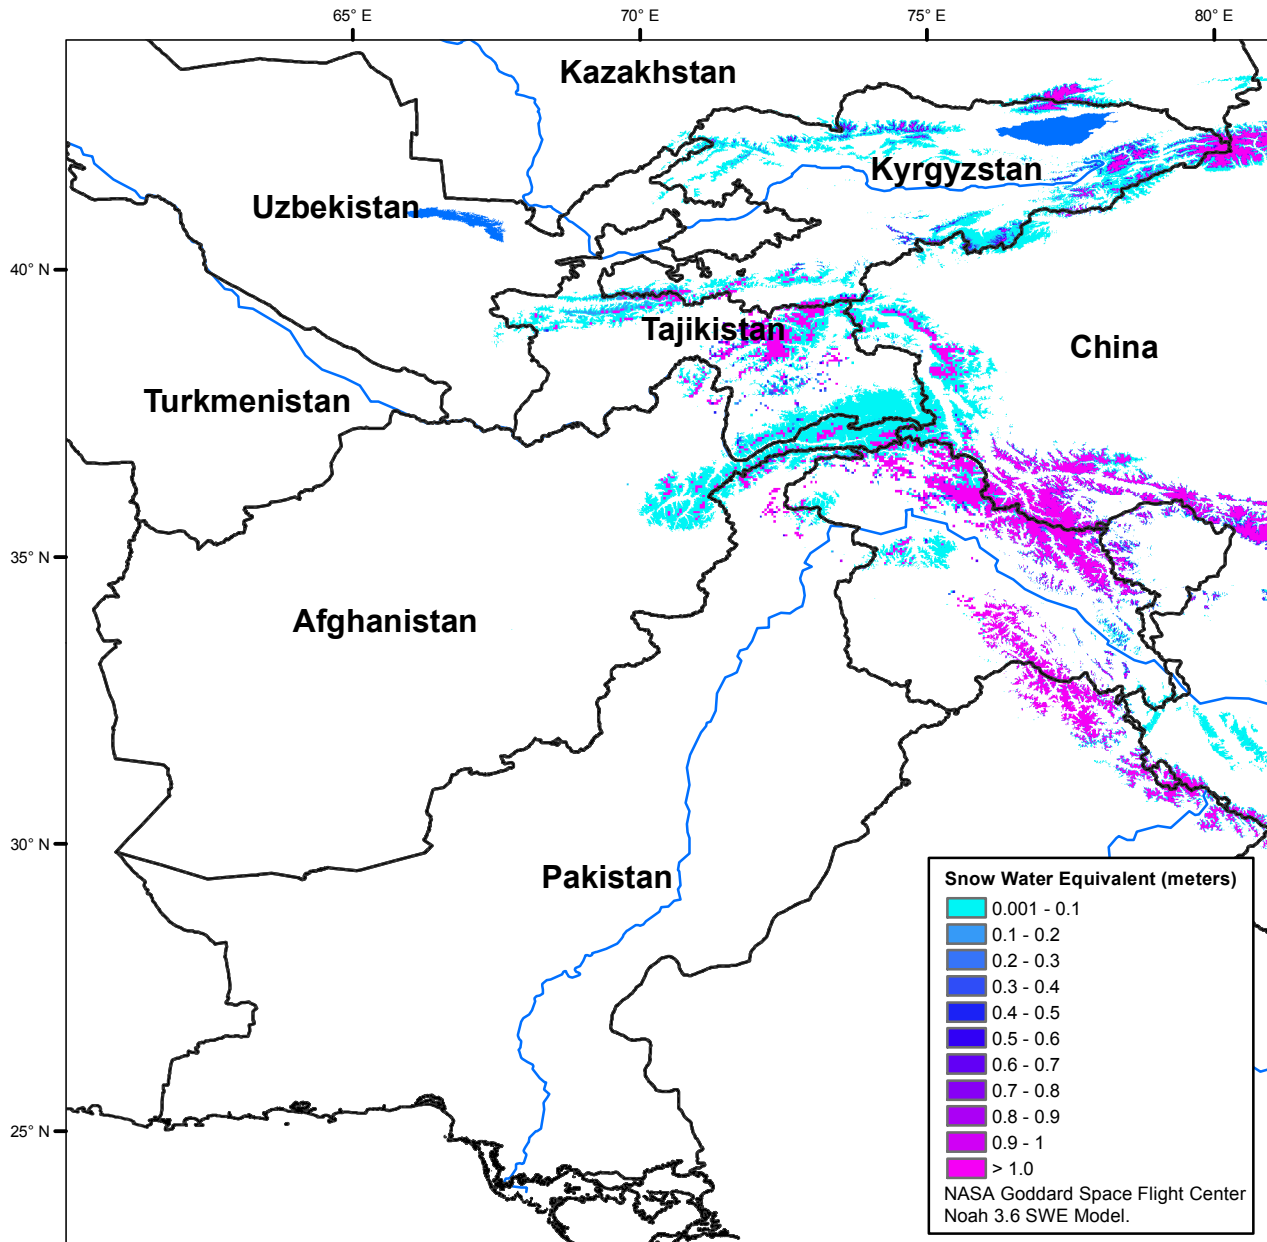 65° E
70° E
75° E
80° E
Kazakhstan
Kyrgyzstan
Uzbekistan
40° N
Tajikistan
China
Turkmenistan
35° N
Afghanistan
30° N
Pakistan
25° N
Snow Water Equivalent (meters)
0.001 - 0.1
0.1 - 0.2
0.2 - 0.3
0.3 - 0.4
0.4 - 0.5
0.5 - 0.6
0.6 - 0.7
0.7 - 0.8
0.8 - 0.9
0.9 - 1
> 1.0
NASA Goddard Space Flight Center
Noah 3.6 SWE Model.